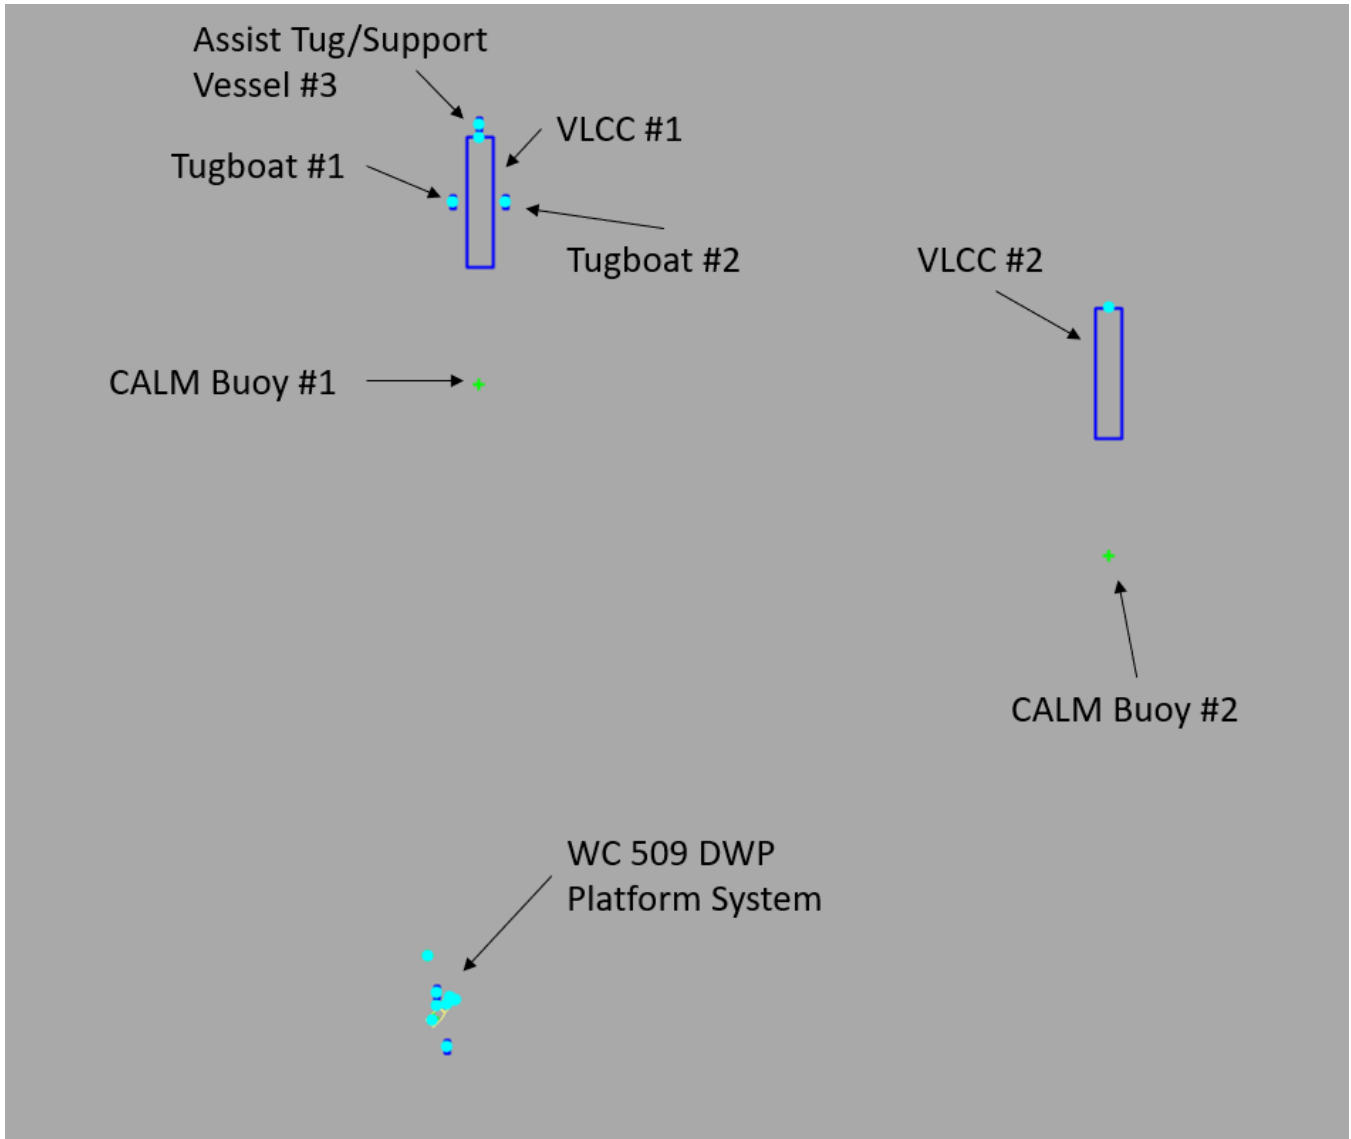 Assist Tug/Support
Vessel #3
VLCC #1
Tugboat #1
Tugboat #2
VLCC #2
CALM Buoy #1
CALM Buoy #2
WC 509 DWP
Platform System